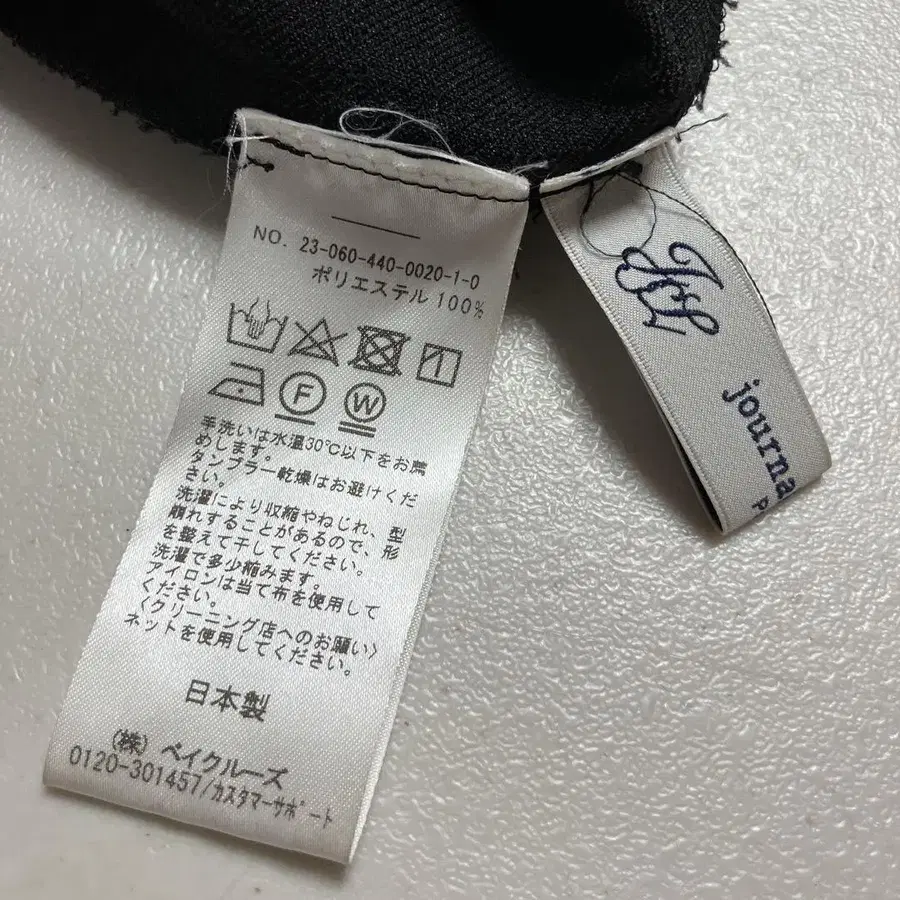 NO. 23-060-440-0020-1-0
ポリエステル 100%
F
W
手洗いは水温30℃以下をお薦
めします。
タンブラー乾燥はお避けくだ
さい。
洗濯により収縮やねじれ、型
崩れすることがあるので、形
を整えて干してください。
洗濯で多少縮みます。
アイロンは当て布を使用して
ください。
〈クリーニング店へのお願い〉
ネットを使用してください。
日本製
(株) ベイクルーズ
0120-301457/カスタマーサポート
journa